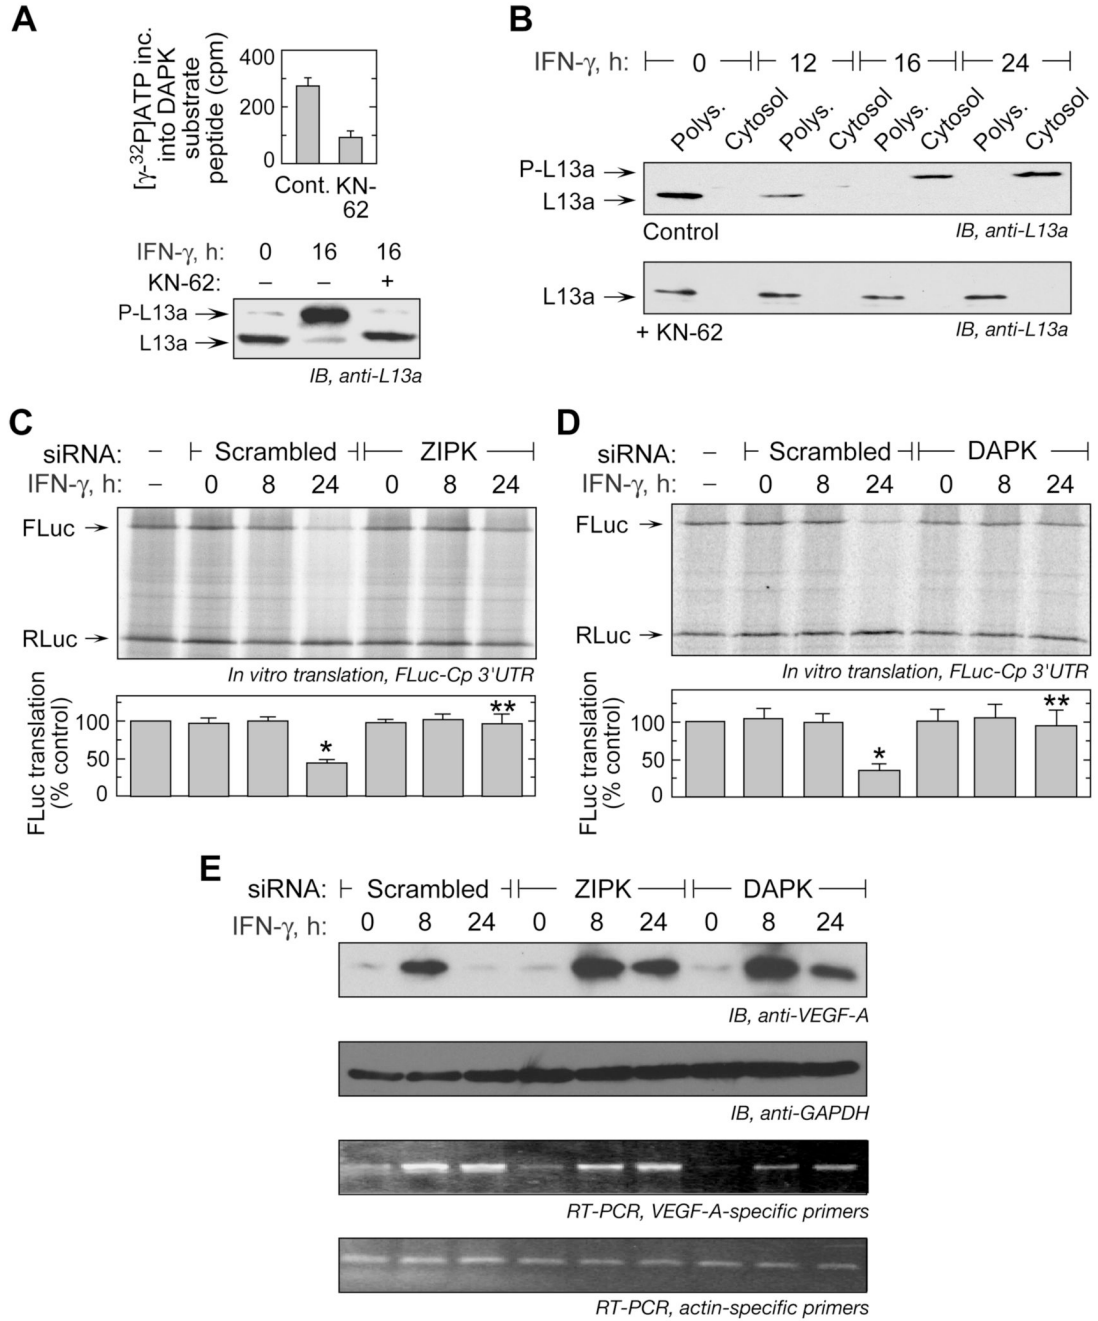 A
[γ-³²P]ATP inc.
into DAPK
substrate
peptide (cpm)
400
200
0
Cont. KN-
62
IFN-γ, h: 0 16 16
KN-62: – – +
P-L13a
L13a
IB, anti-L13a
B
IFN-γ, h: 0 12 16 24
Polys. Cytosol Polys. Cytosol Polys. Cytosol Polys. Cytosol
P-L13a
L13a
Control IB, anti-L13a
L13a
+ KN-62 IB, anti-L13a
C
siRNA: – Scrambled ZIPK
IFN-γ, h: – 0 8 24 0 8 24
FLuc
RLuc
In vitro translation, FLuc-Cp 3'UTR
FLuc translation
(% control)
100
50
0
* **
D
siRNA: – Scrambled DAPK
IFN-γ, h: – 0 8 24 0 8 24
FLuc
RLuc
In vitro translation, FLuc-Cp 3'UTR
FLuc translation
(% control)
100
50
0
* **
E
siRNA: Scrambled ZIPK DAPK
IFN-γ, h: 0 8 24 0 8 24 0 8 24
IB, anti-VEGF-A
IB, anti-GAPDH
RT-PCR, VEGF-A-specific primers
RT-PCR, actin-specific primers